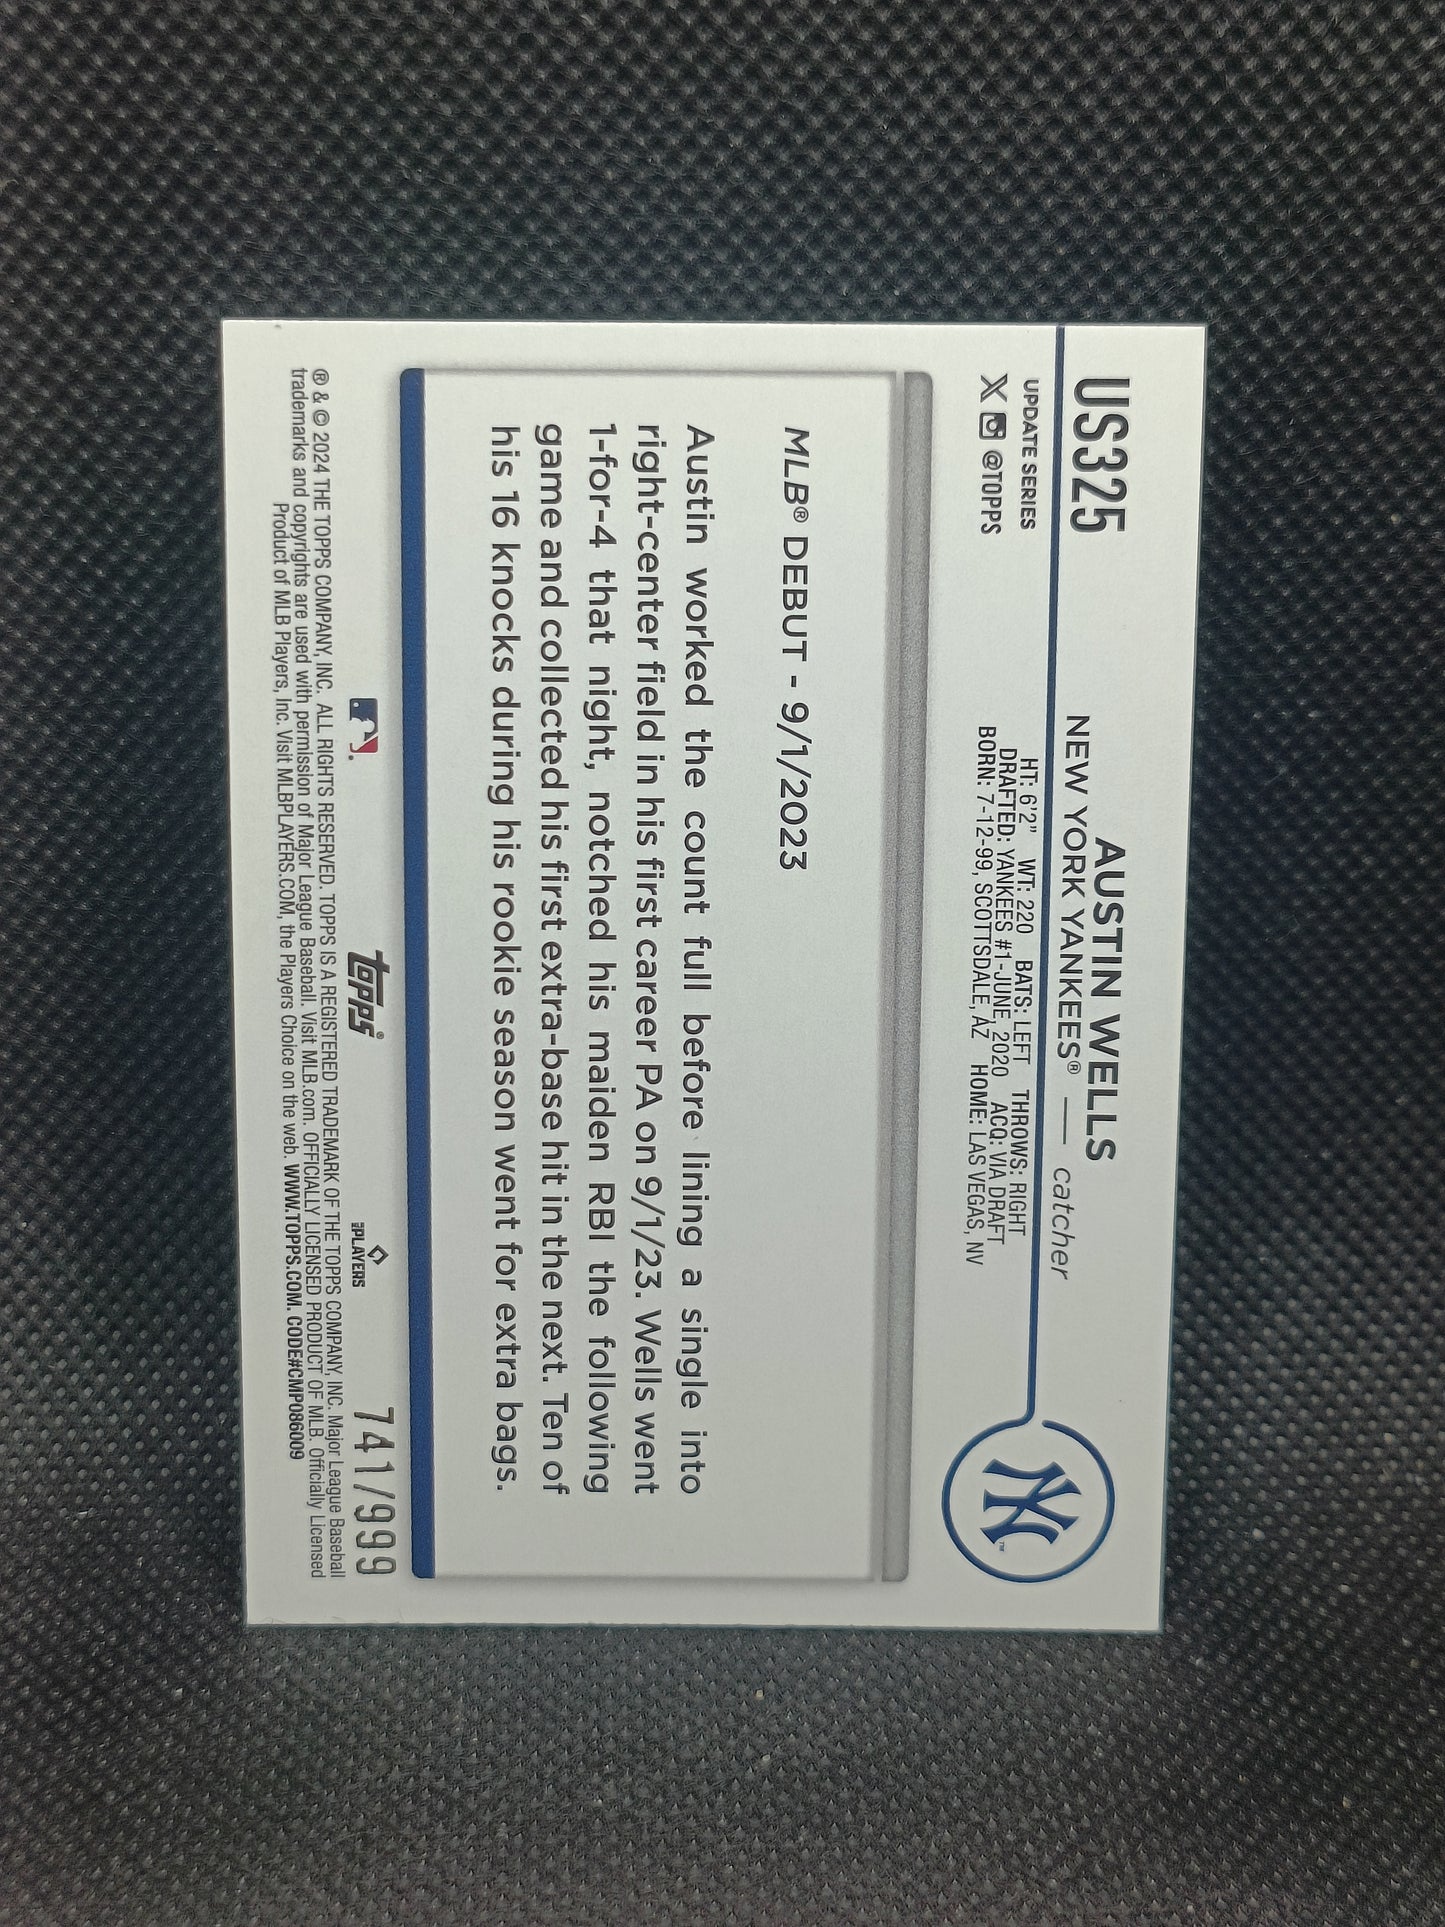 US325
UPDATE SERIES
@TOPPS
AUSTIN WELLS
NEW YORK YANKEES® — catcher
HT: 6'2" WT: 220 BATS: LEFT THROWS: RIGHT
DRAFTED: YANKEES #1-JUNE, 2020 ACQ: VIA DRAFT
BORN: 7-12-99, SCOTTSDALE, AZ HOME: LAS VEGAS, NV
NY™
MLB® DEBUT - 9/1/2023
Austin worked the count full before lining a single into
right-center field in his first career PA on 9/1/23. Wells went
1-for-4 that night, notched his maiden RBI the following
game and collected his first extra-base hit in the next. Ten of
his 16 knocks during his rookie season went for extra bags.
topps®
PLAYERS
741/999
® & © 2024 THE TOPPS COMPANY, INC. ALL RIGHTS RESERVED. TOPPS IS A REGISTERED TRADEMARK OF THE TOPPS COMPANY, INC. Major League Baseball
trademarks and copyrights are used with permission of Major League Baseball. Visit MLB.com. OFFICIALLY LICENSED PRODUCT OF MLB. Officially Licensed
Product of MLB Players, Inc. Visit MLBPLAYERS.COM, the Players Choice on the web. WWW.TOPPS.COM. CODE#CMP086009